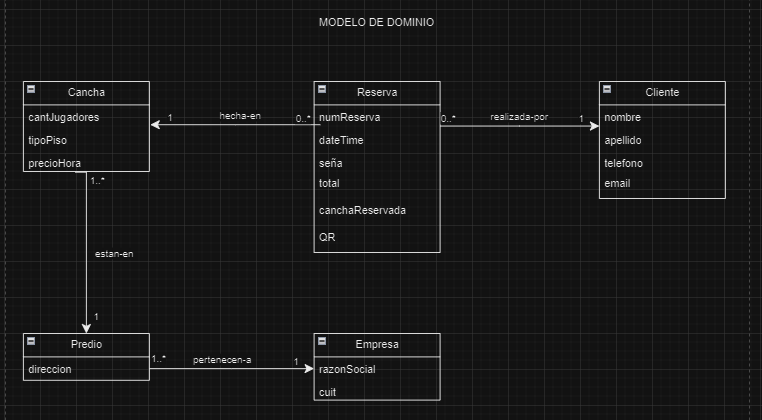 MODELO DE DOMINIO
Cancha
cantJugadores
tipoPiso
precioHora
1
hecha-en
0..*
Reserva
numReserva
dateTime
seña
total
canchaReservada
QR
0..*
realizada-por
1
Cliente
nombre
apellido
telefono
email
1..*
estan-en
1
Predio
direccion
1..*
pertenecen-a
1
Empresa
razonSocial
cuit